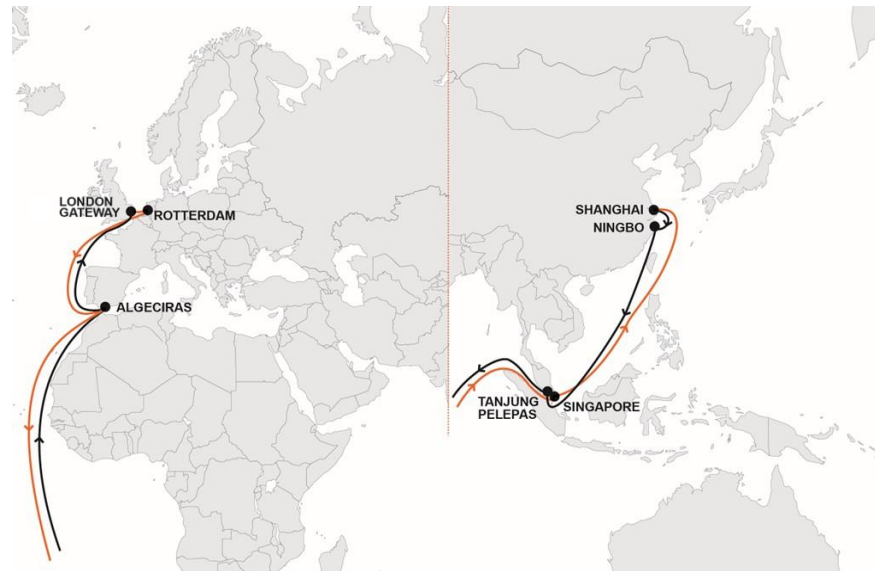 LONDON
GATEWAY
ROTTERDAM
ALGECIRAS
SHANGHAI
NINGBO
TANJUNG
PELEPAS
SINGAPORE